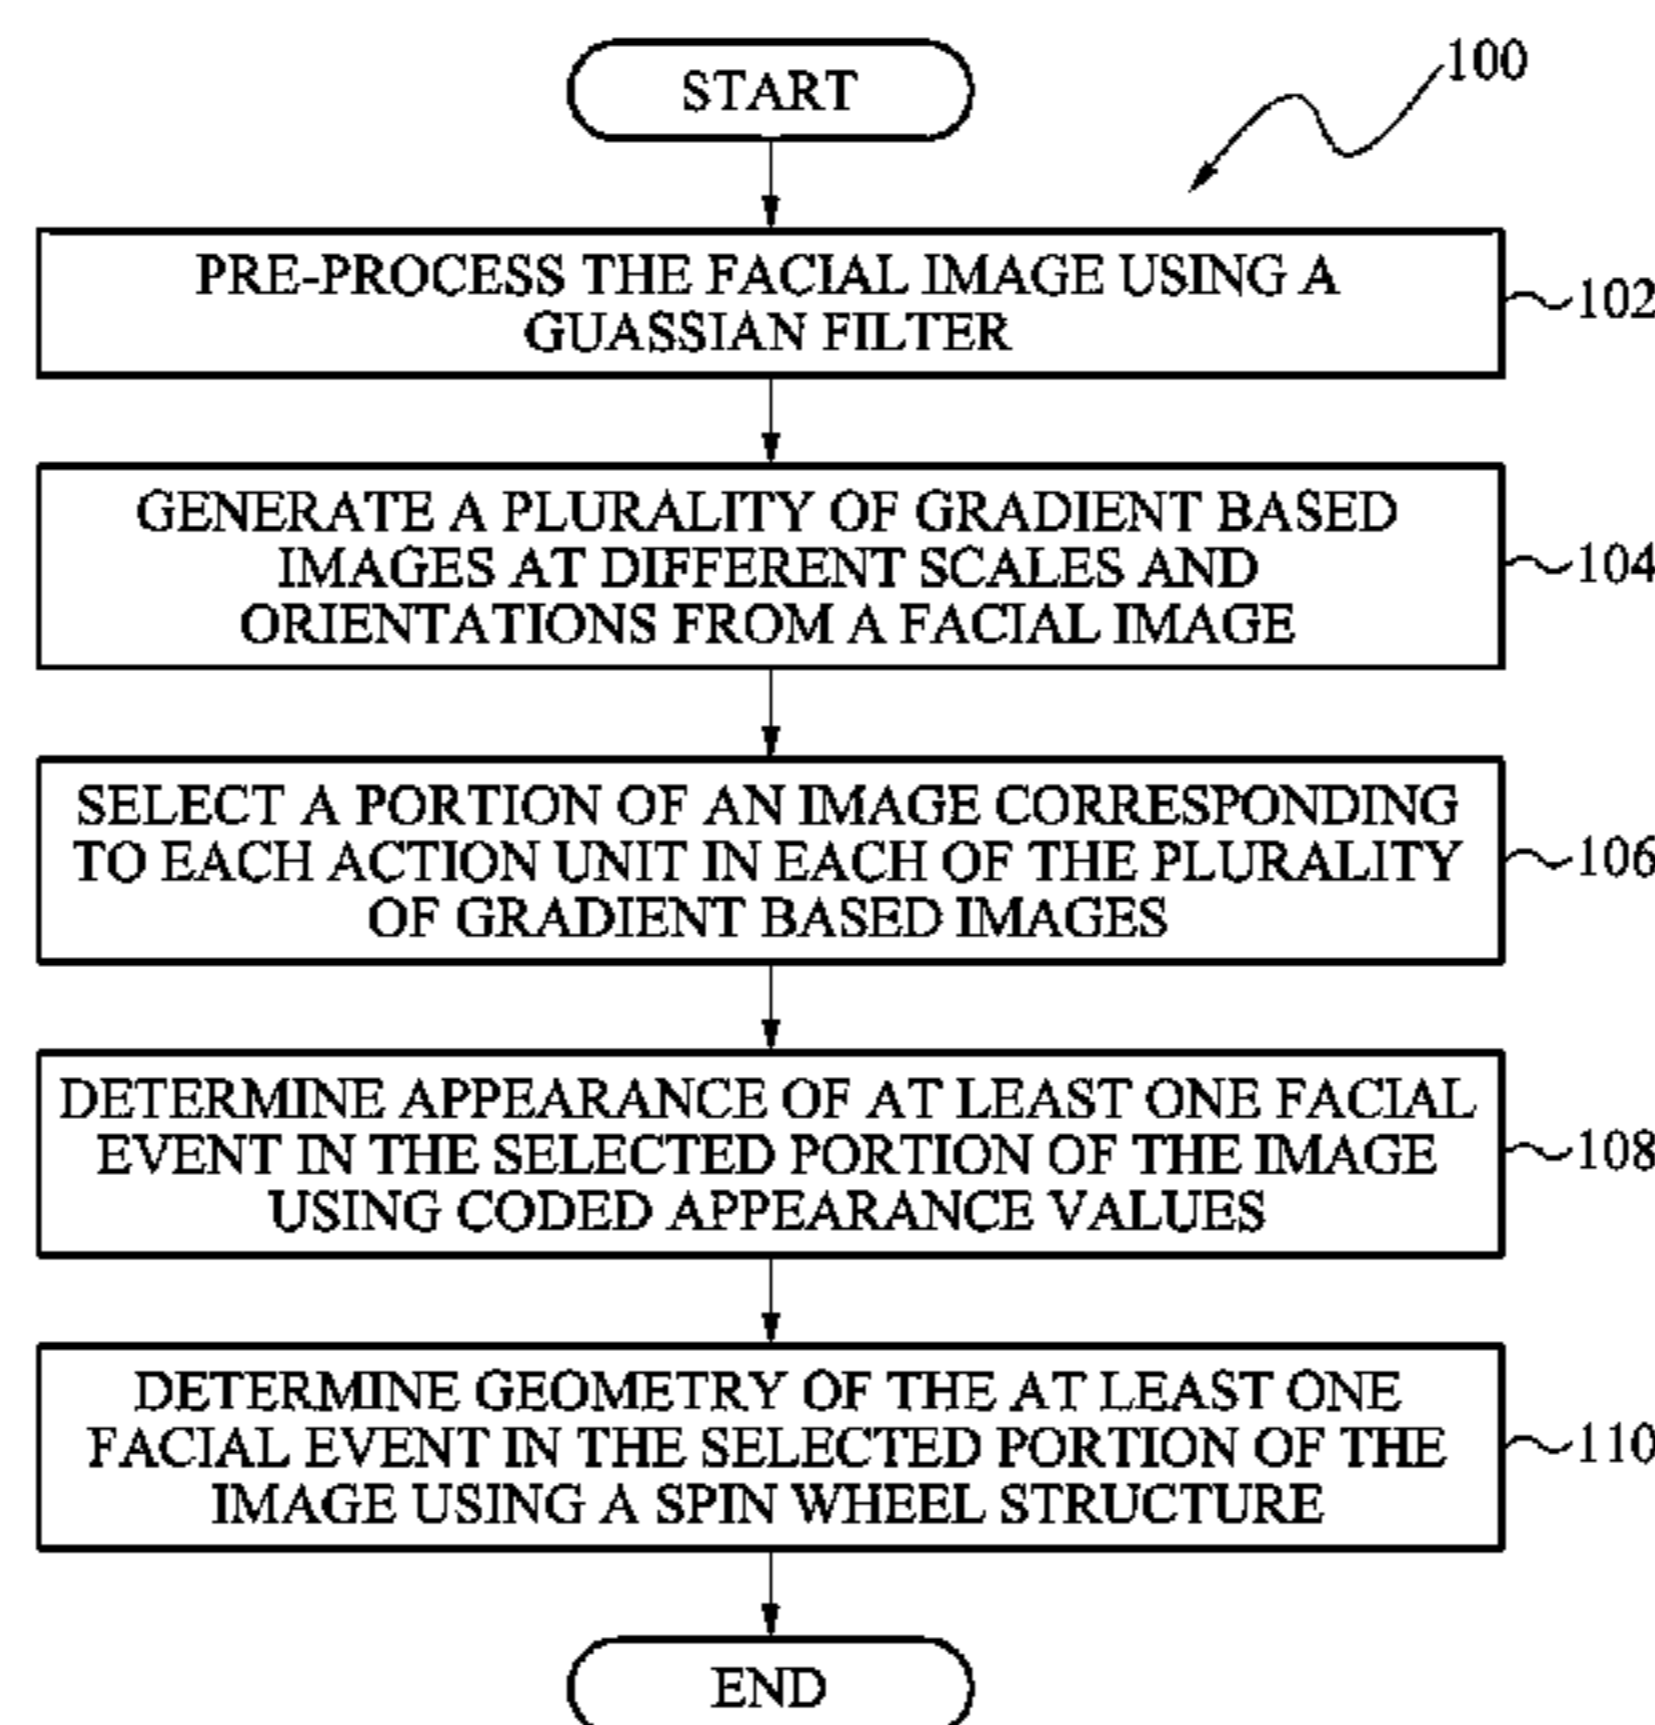 START
100
PRE-PROCESS THE FACIAL IMAGE USING A
GUASSIAN FILTER
102
GENERATE A PLURALITY OF GRADIENT BASED
IMAGES AT DIFFERENT SCALES AND
ORIENTATIONS FROM A FACIAL IMAGE
104
SELECT A PORTION OF AN IMAGE CORRESPONDING
TO EACH ACTION UNIT IN EACH OF THE PLURALITY
OF GRADIENT BASED IMAGES
106
DETERMINE APPEARANCE OF AT LEAST ONE FACIAL
EVENT IN THE SELECTED PORTION OF THE IMAGE
USING CODED APPEARANCE VALUES
108
DETERMINE GEOMETRY OF THE AT LEAST ONE
FACIAL EVENT IN THE SELECTED PORTION OF THE
IMAGE USING A SPIN WHEEL STRUCTURE
110
END